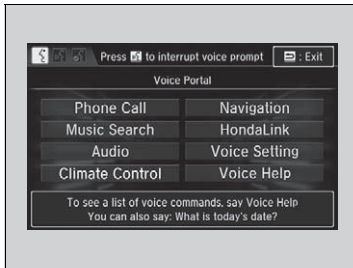 Press to interrupt voice prompt
: Exit
Voice Portal
Phone Call
Navigation
Music Search
HondaLink
Audio
Voice Setting
Climate Control
Voice Help
To see a list of voice commands, say Voice Help
You can also say: What is today's date?